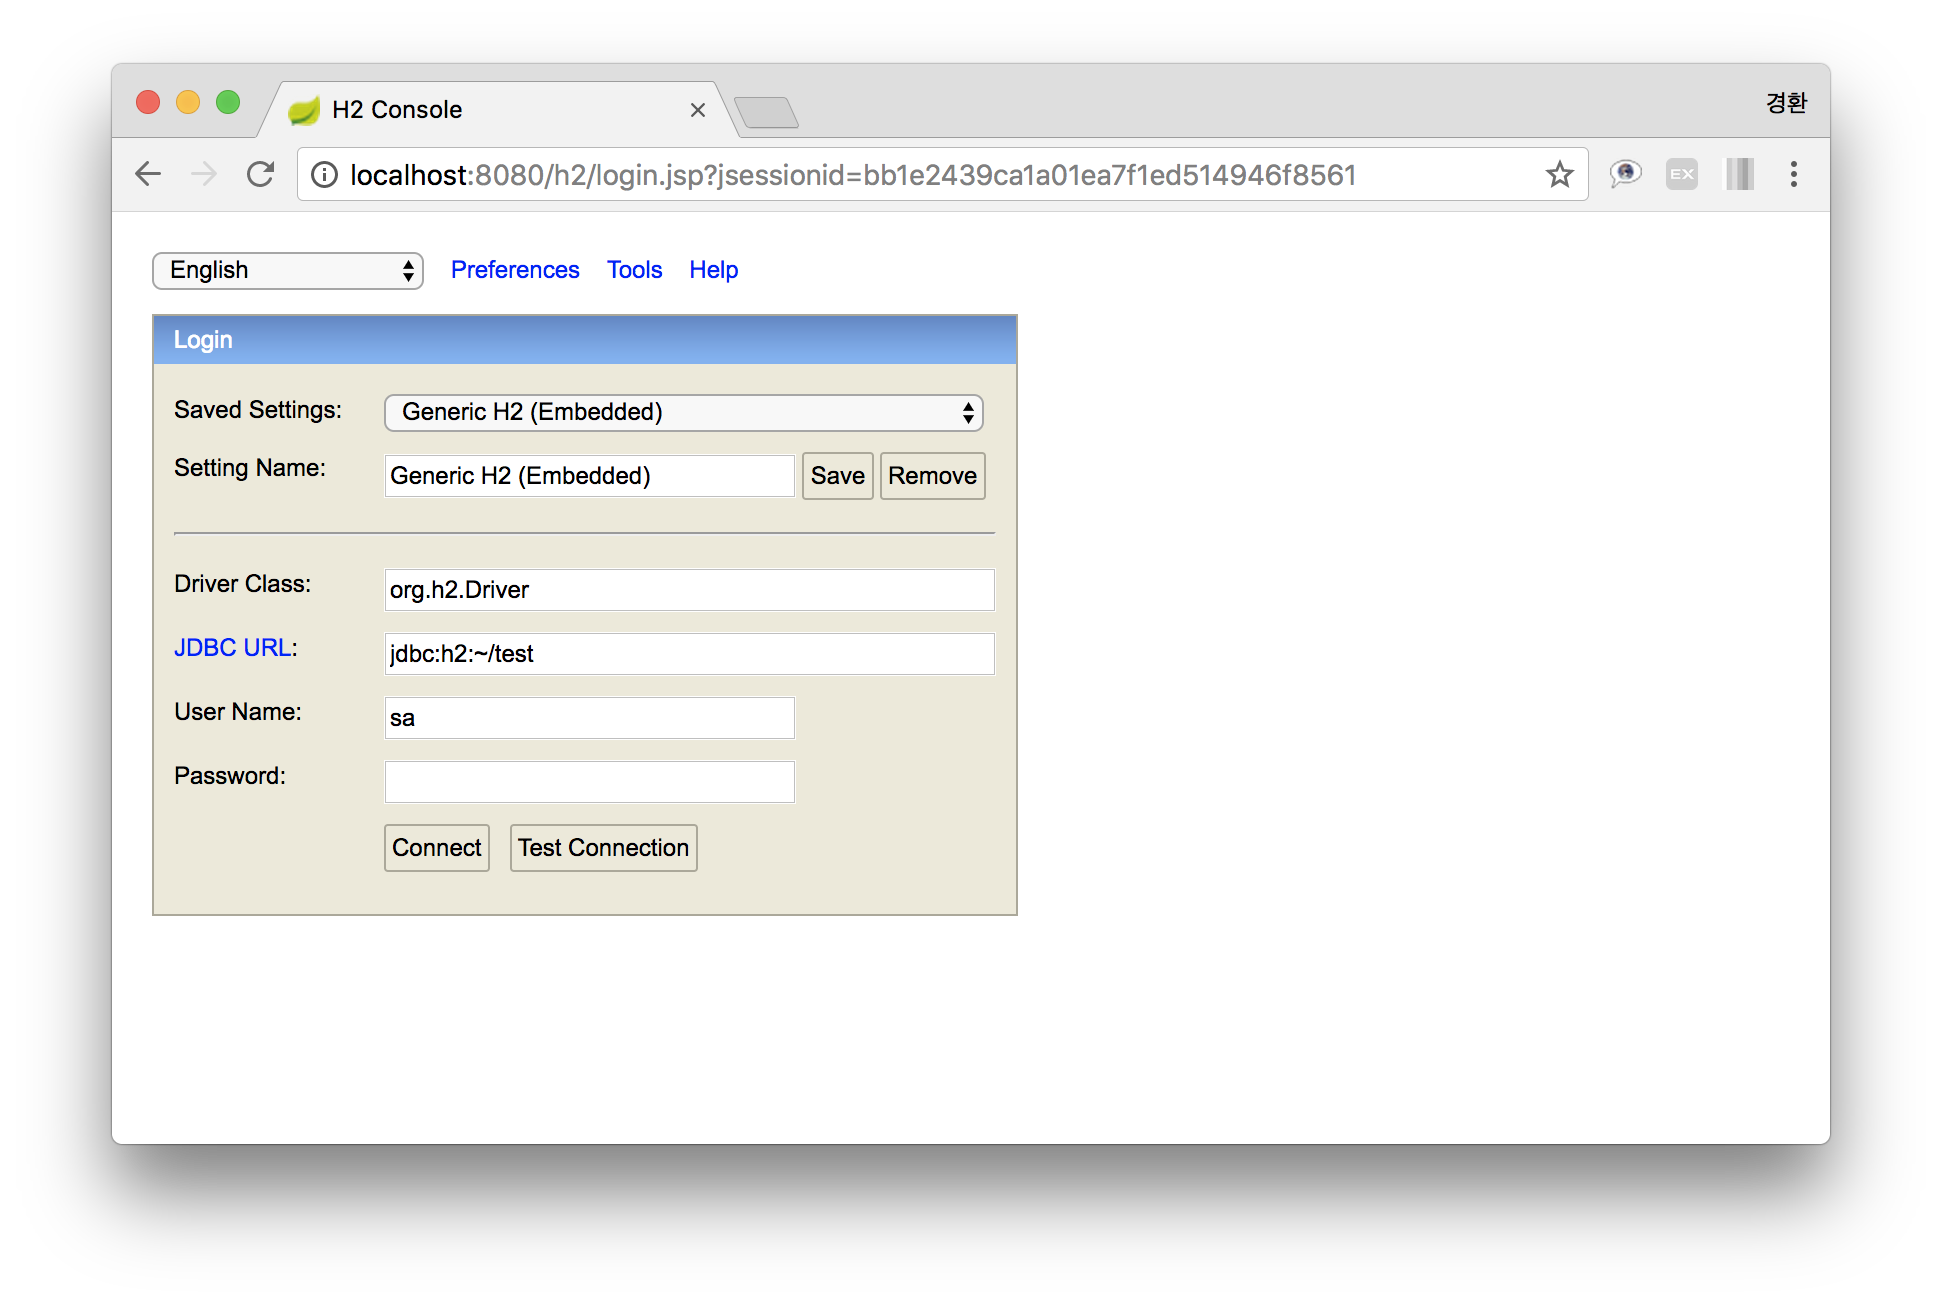 H2 Console
경환
localhost:8080/h2/login.jsp?jsessionid=bb1e2439ca1a01ea7f1ed514946f8561
EX
English Preferences Tools Help
Login
Saved Settings: Generic H2 (Embedded)
Setting Name: Generic H2 (Embedded) Save Remove
Driver Class: org.h2.Driver
JDBC URL: jdbc:h2:~/test
User Name: sa
Password:
Connect Test Connection